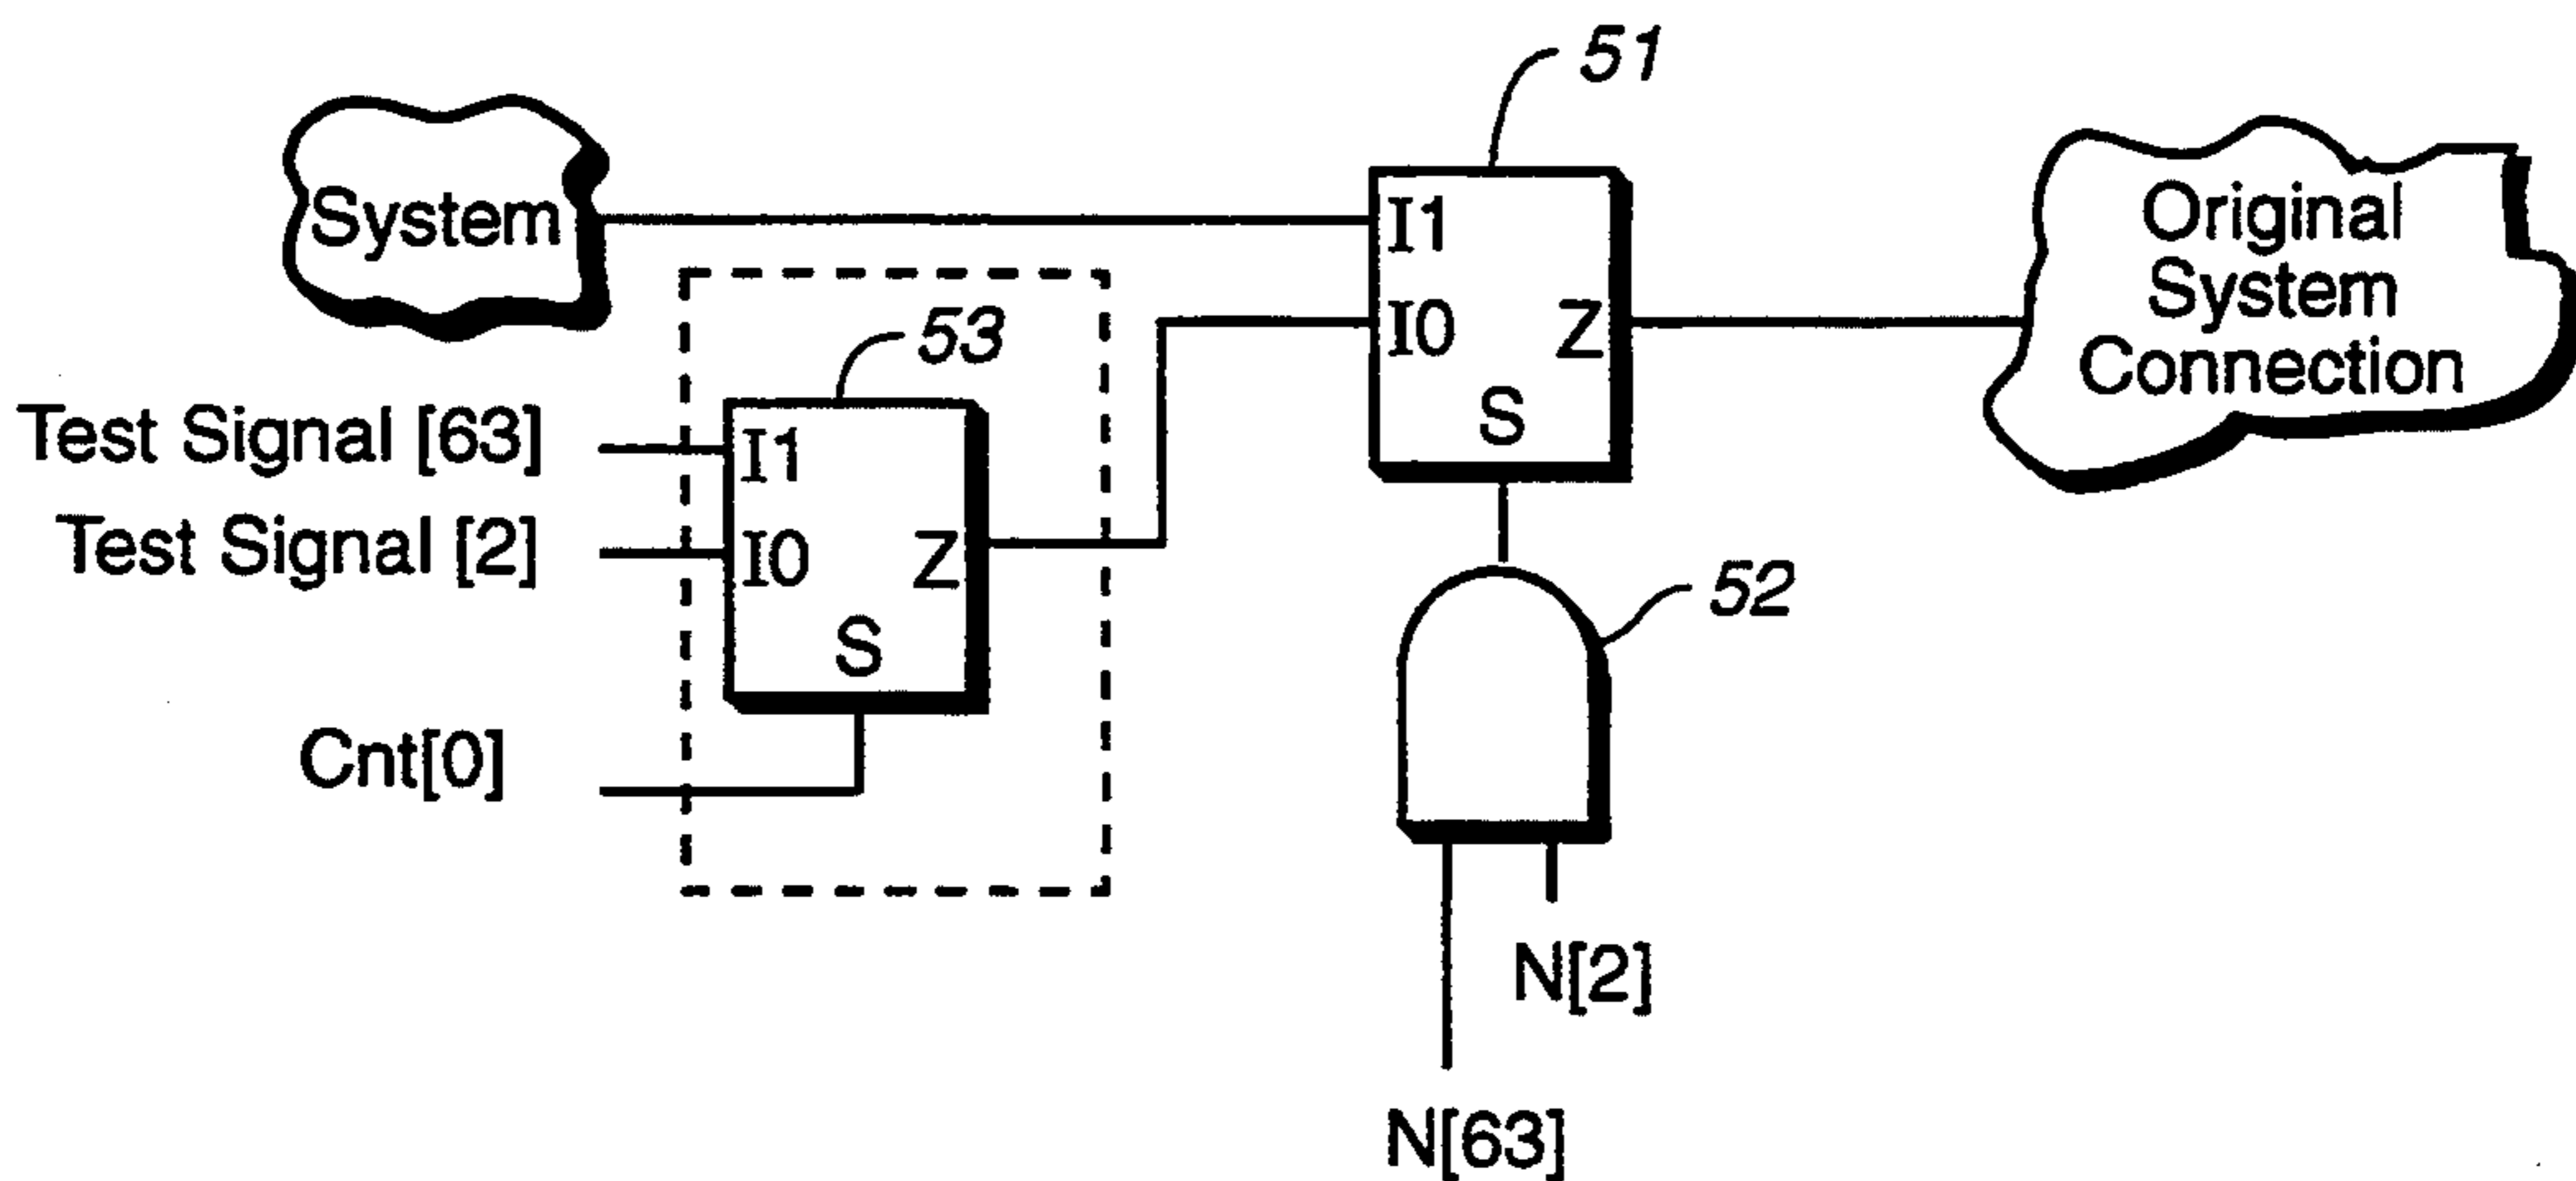 51
System
I1
I0
Z
S
Original
System
Connection
53
Test Signal [63]
Test Signal [2]
I1
I0
Z
S
Cnt[0]
52
N[2]
N[63]